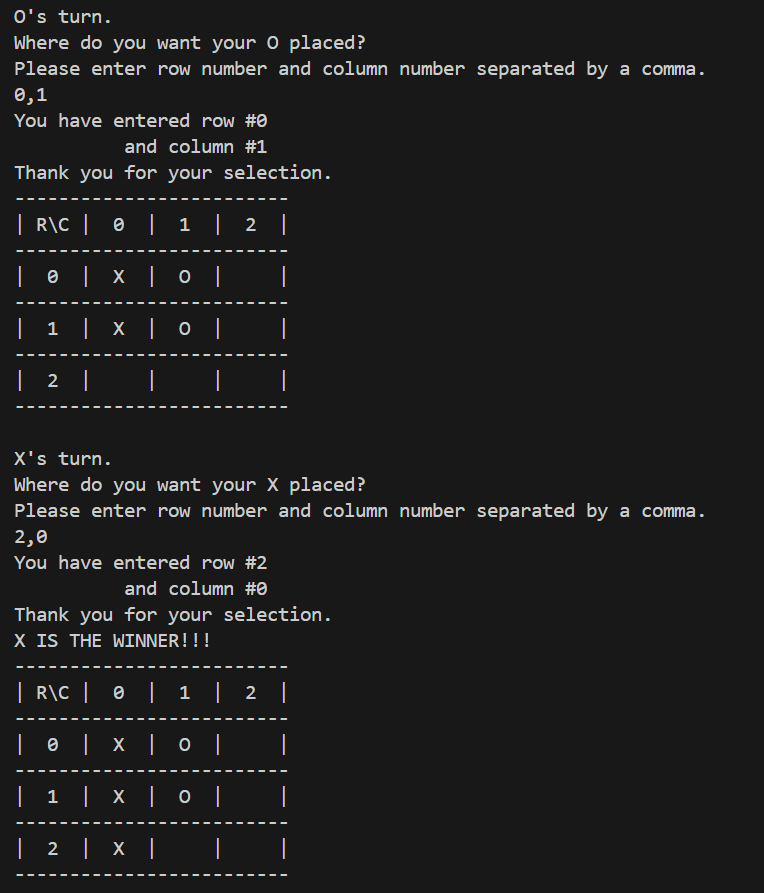 O's turn.
Where do you want your O placed?
Please enter row number and column number separated by a comma.
0,1
You have entered row #0
          and column #1
Thank you for your selection.
-------------------------
| R\C |  0  |  1  |  2  |
-------------------------
|  0  |  X  |  O  |     |
-------------------------
|  1  |  X  |  O  |     |
-------------------------
|  2  |     |     |     |
-------------------------

X's turn.
Where do you want your X placed?
Please enter row number and column number separated by a comma.
2,0
You have entered row #2
          and column #0
Thank you for your selection.
X IS THE WINNER!!!
-------------------------
| R\C |  0  |  1  |  2  |
-------------------------
|  0  |  X  |  O  |     |
-------------------------
|  1  |  X  |  O  |     |
-------------------------
|  2  |  X  |     |     |
-------------------------